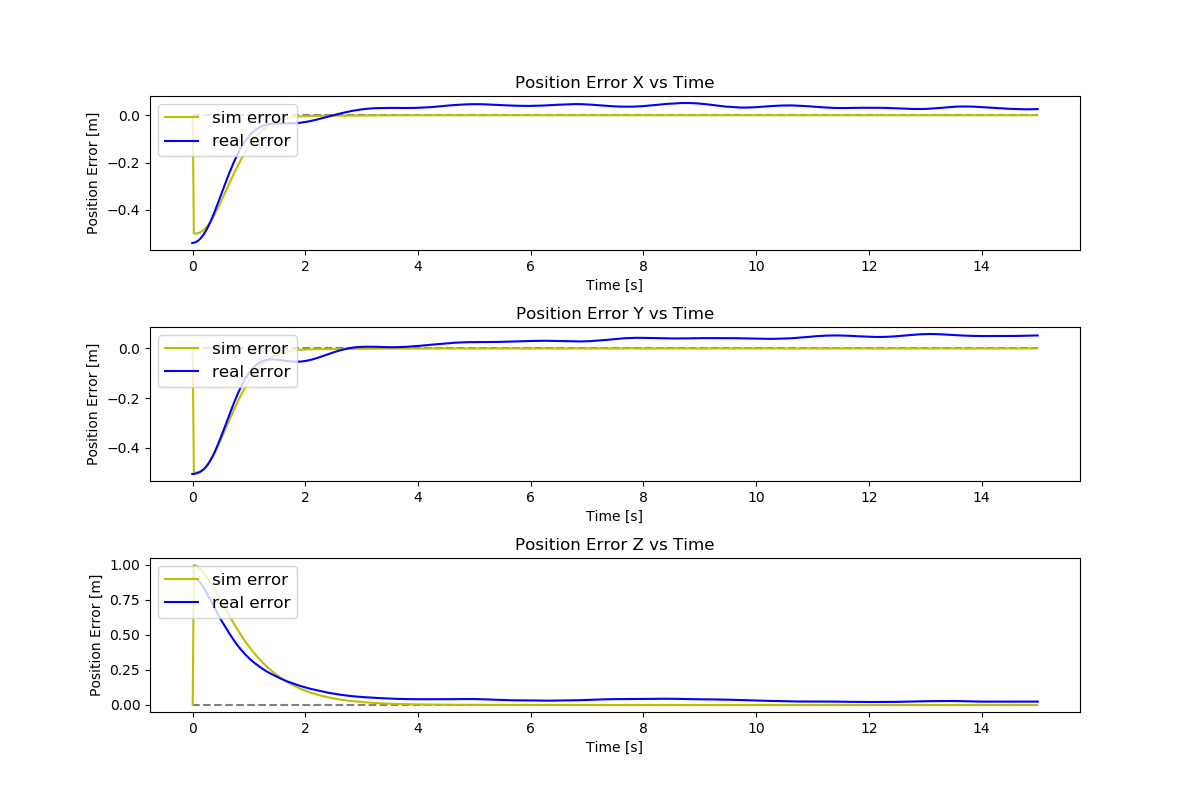 Position Error X vs Time
Position Error [m]
0.0
−0.2
−0.4
sim error
real error
0 2 4 6 8 10 12 14
Time [s]
Position Error Y vs Time
Position Error [m]
0.0
−0.2
−0.4
sim error
real error
0 2 4 6 8 10 12 14
Time [s]
Position Error Z vs Time
Position Error [m]
1.00
0.75
0.50
0.25
0.00
sim error
real error
0 2 4 6 8 10 12 14
Time [s]